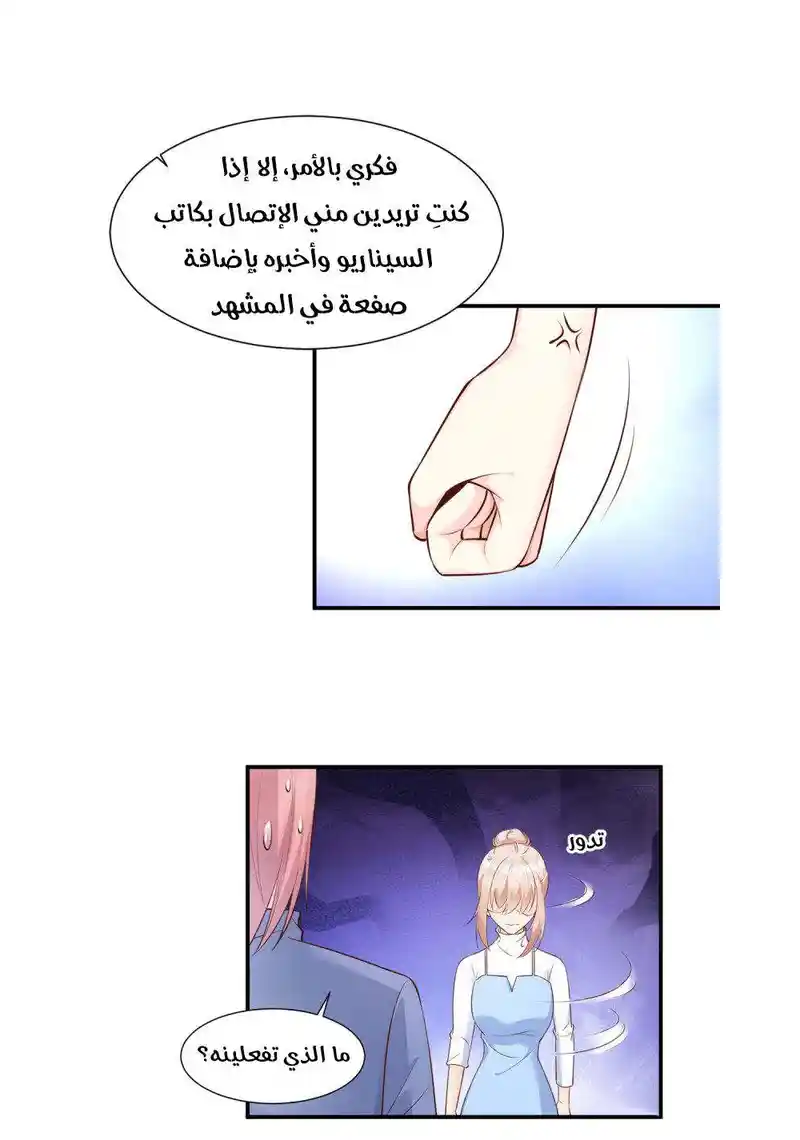 فكري بالأمر، إلا إذا
كنتِ تريدين مني الإتصال بكاتب
السيناريو وأخبره بإضافة
صفعة في المشهد
تدور
ما الذي تفعلينه؟